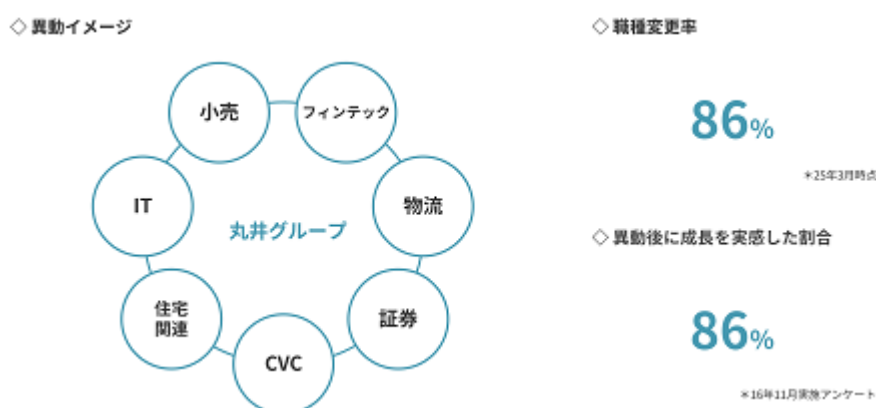 ◇ 異動イメージ
小売
フィンテック
IT
物流
丸井グループ
住宅
関連
証券
CVC
◇ 職種変更率
86%
＊25年3月時点
◇ 異動後に成長を実感した割合
86%
＊16年11月実施アンケート